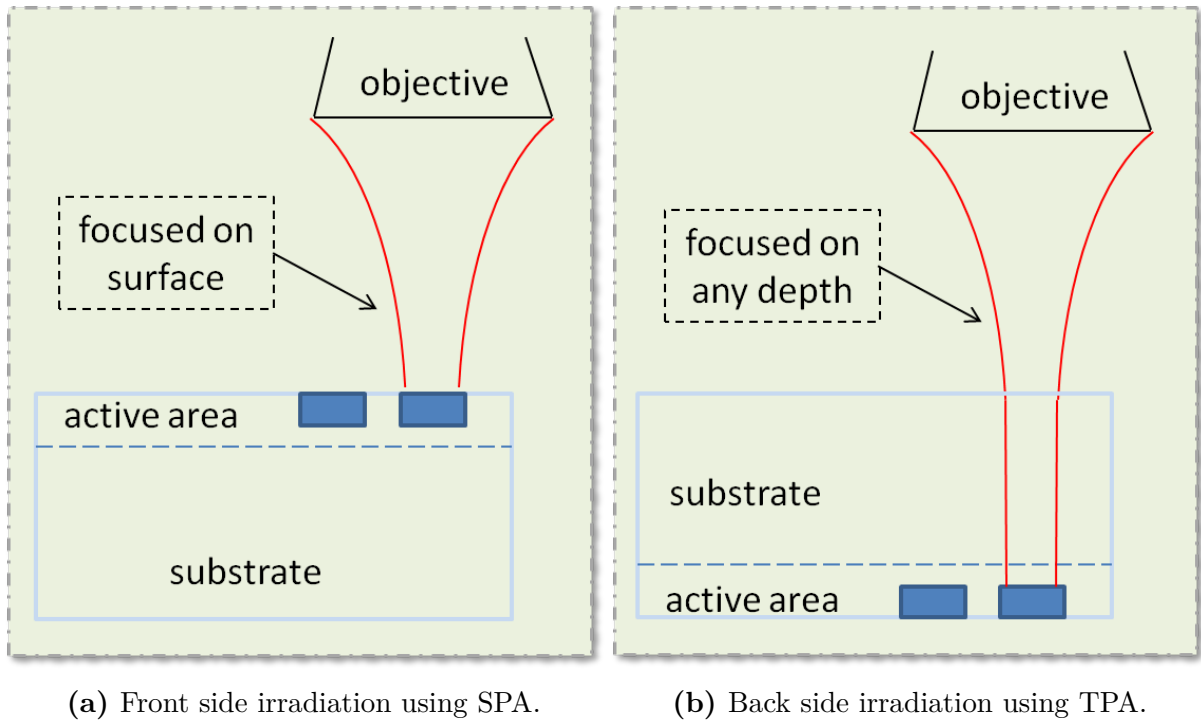 objective
focused on
surface
active area
substrate
(a) Front side irradiation using SPA.
objective
focused on
any depth
substrate
active area
(b) Back side irradiation using TPA.